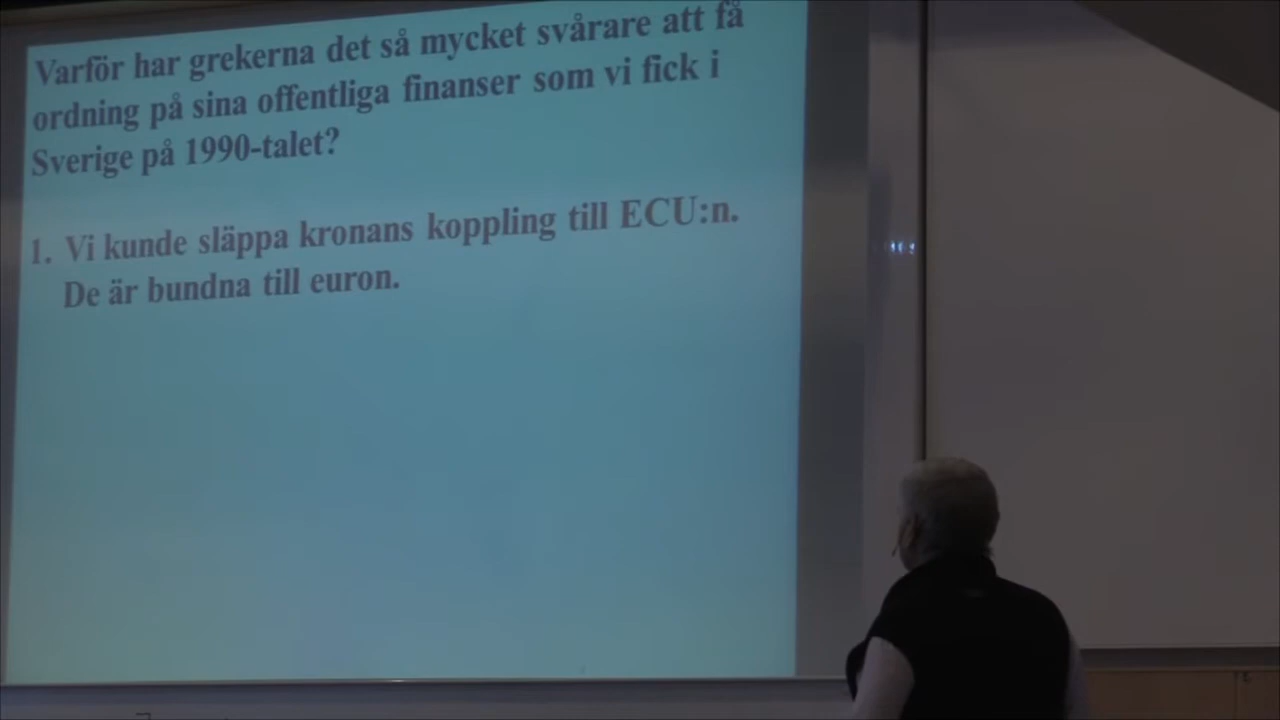 Varför har grekerna det så mycket svårare att få
ordning på sina offentliga finanser som vi fick i
Sverige på 1990-talet?
1. Vi kunde släppa kronans koppling till ECU:n.
De är bundna till euron.